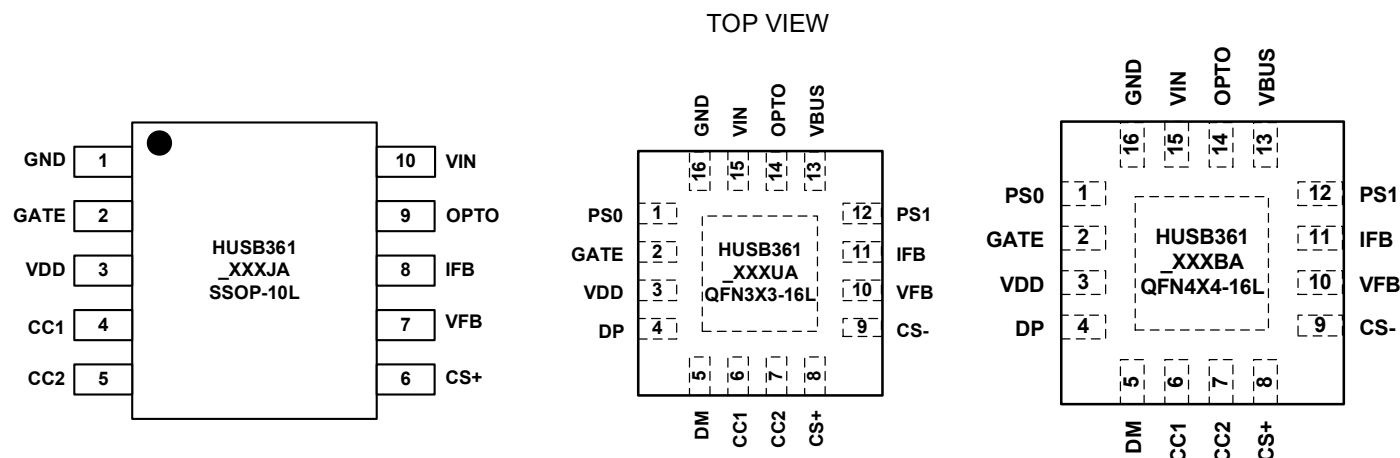 TOP VIEW
GND 1
GATE 2
VDD 3
CC1 4
CC2 5
HUSB361
_XXXJA
SSOP-10L
10 VIN
9 OPTO
8 IFB
7 VFB
6 CS+
GND VIN OPTO VBUS
16 15 14 13
PS0 1
GATE 2
VDD 3
DP 4
HUSB361
_XXXUA
QFN3X3-16L
12 PS1
11 IFB
10 VFB
9 CS-
5 6 7 8
DM CC1 CC2 CS+
GND VIN OPTO VBUS
16 15 14 13
PS0 1
GATE 2
VDD 3
DP 4
HUSB361
_XXXBA
QFN4X4-16L
12 PS1
11 IFB
10 VFB
9 CS-
5 6 7 8
DM CC1 CC2 CS+